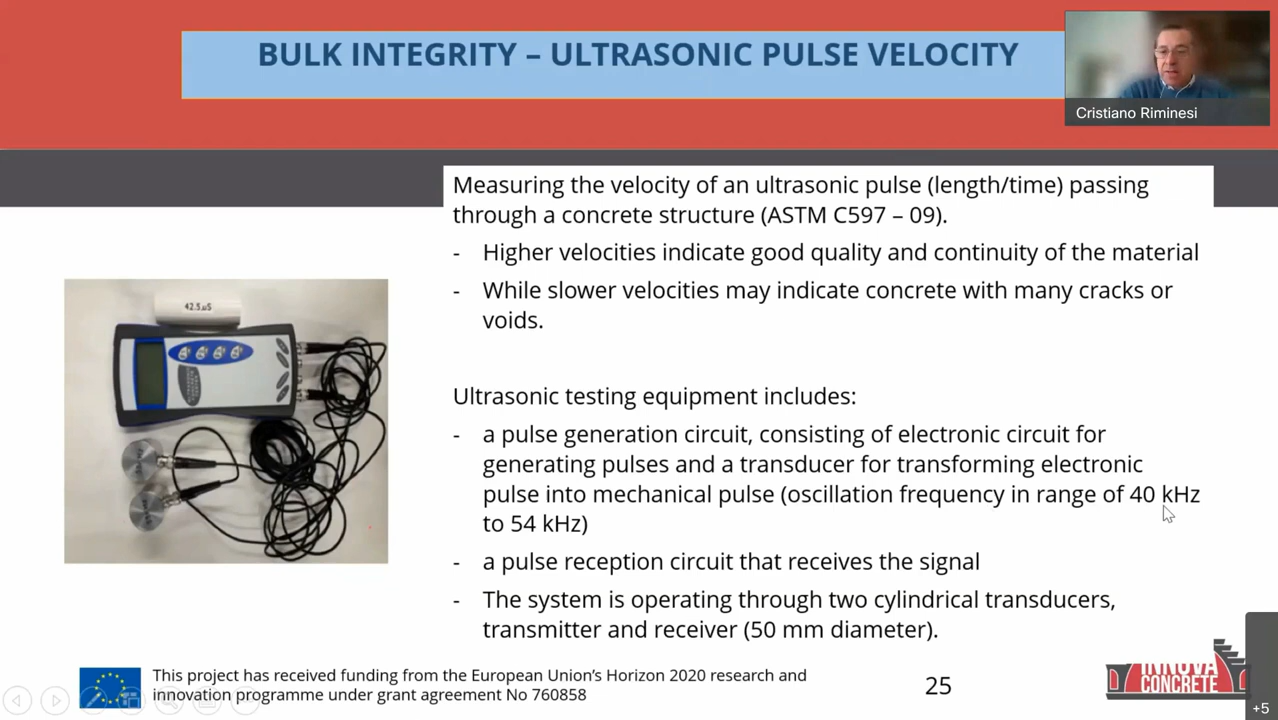 BULK INTEGRITY – ULTRASONIC PULSE VELOCITY
Cristiano Riminesi
Measuring the velocity of an ultrasonic pulse (length/time) passing
through a concrete structure (ASTM C597 – 09).
- Higher velocities indicate good quality and continuity of the material
- While slower velocities may indicate concrete with many cracks or
voids.
42.5 µS
Ultrasonic testing equipment includes:
- a pulse generation circuit, consisting of electronic circuit for
generating pulses and a transducer for transforming electronic
pulse into mechanical pulse (oscillation frequency in range of 40 kHz
to 54 kHz)
- a pulse reception circuit that receives the signal
- The system is operating through two cylindrical transducers,
transmitter and receiver (50 mm diameter).
This project has received funding from the European Union's Horizon 2020 research and
innovation programme under grant agreement No 760858
25
INNOVA
CONCRETE
+5